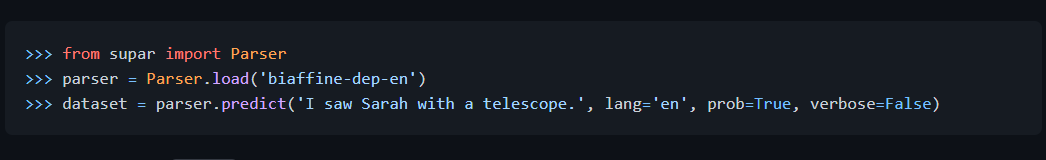 >>> from supar import Parser
>>> parser = Parser.load('biaffine-dep-en')
>>> dataset = parser.predict('I saw Sarah with a telescope.', lang='en', prob=True, verbose=False)